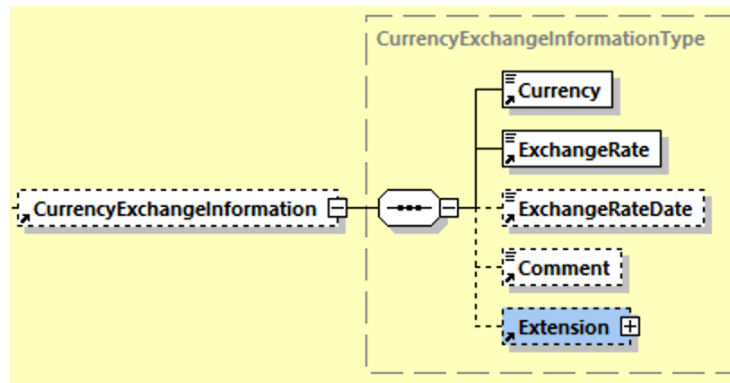 CurrencyExchangeInformationType
Currency
ExchangeRate
CurrencyExchangeInformation
ExchangeRateDate
Comment
Extension